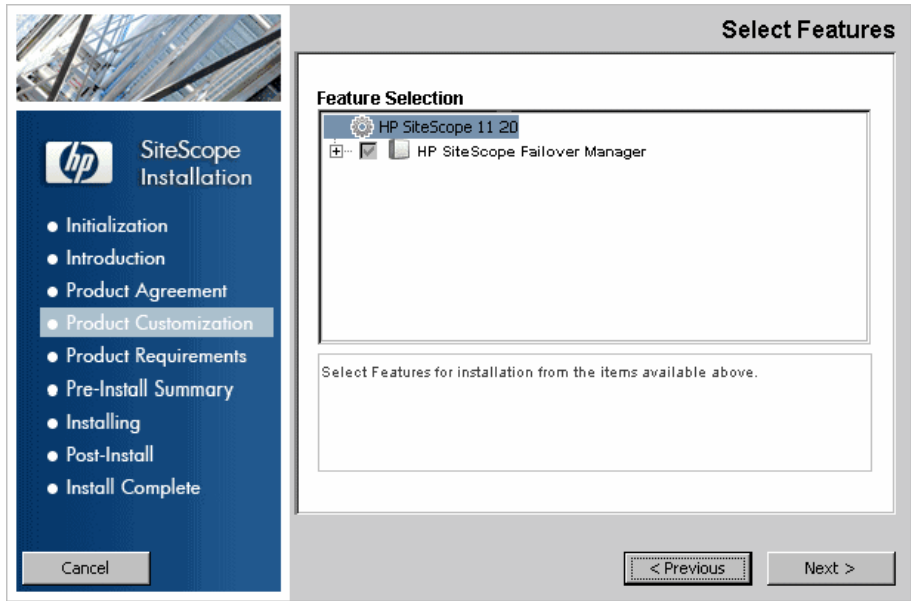 Select Features
hp
SiteScope
Installation
Initialization
Introduction
Product Agreement
Product Customization
Product Requirements
Pre-Install Summary
Installing
Post-Install
Install Complete
Cancel
Feature Selection
HP SiteScope 11 20
HP SiteScope Failover Manager
Select Features for installation from the items available above.
< Previous
Next >